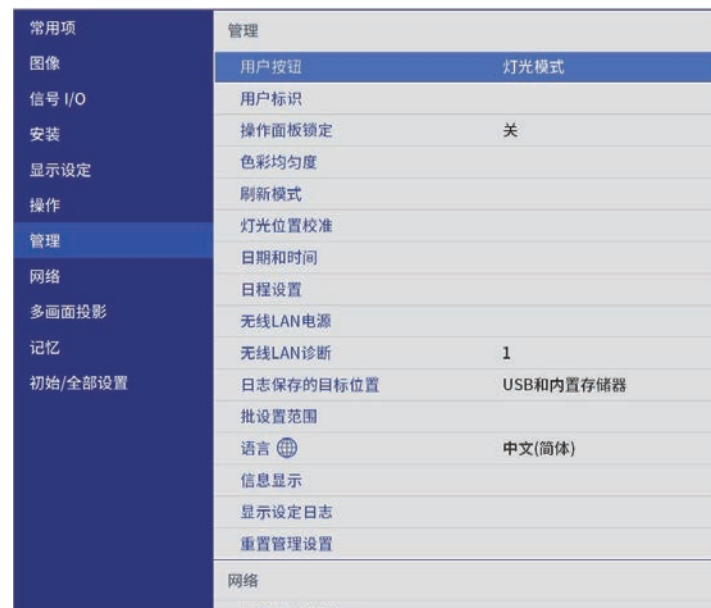 常用项
图像
信号 I/O
安装
显示设定
操作
管理
网络
多画面投影
记忆
初始/全部设置
管理
用户按钮 灯光模式
用户标识
操作面板锁定 关
色彩均匀度
刷新模式
灯光位置校准
日期和时间
日程设置
无线LAN电源
无线LAN诊断 1
日志保存的目标位置 USB和内置存储器
批设置范围
语言 中文(简体)
信息显示
显示设定日志
重置管理设置
网络